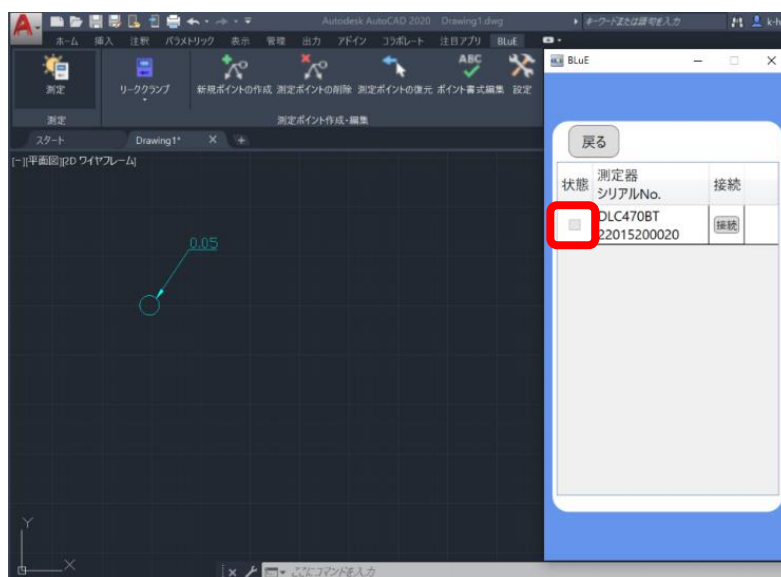 Autodesk AutoCAD 2020 Drawing1.dwg
キーワードまたは語句を入力
k-h
ホーム 挿入 注釈 パラメトリック 表示 管理 出力 アドイン コラボレート 注目アプリ BLuE
測定 リーククランプ 新規ポイントの作成 測定ポイントの削除 測定ポイントの復元 ポイント書式編集 設定
ABC
測定 測定ポイント作成・編集
スタート Drawing1* +
[-][平面図][2D ワイヤフレーム]
0.05
Y
X
ここにコマンドを入力
BLuE
戻る
状態 測定器 シリアルNo. 接続
DLC470BT
22015200020
接続